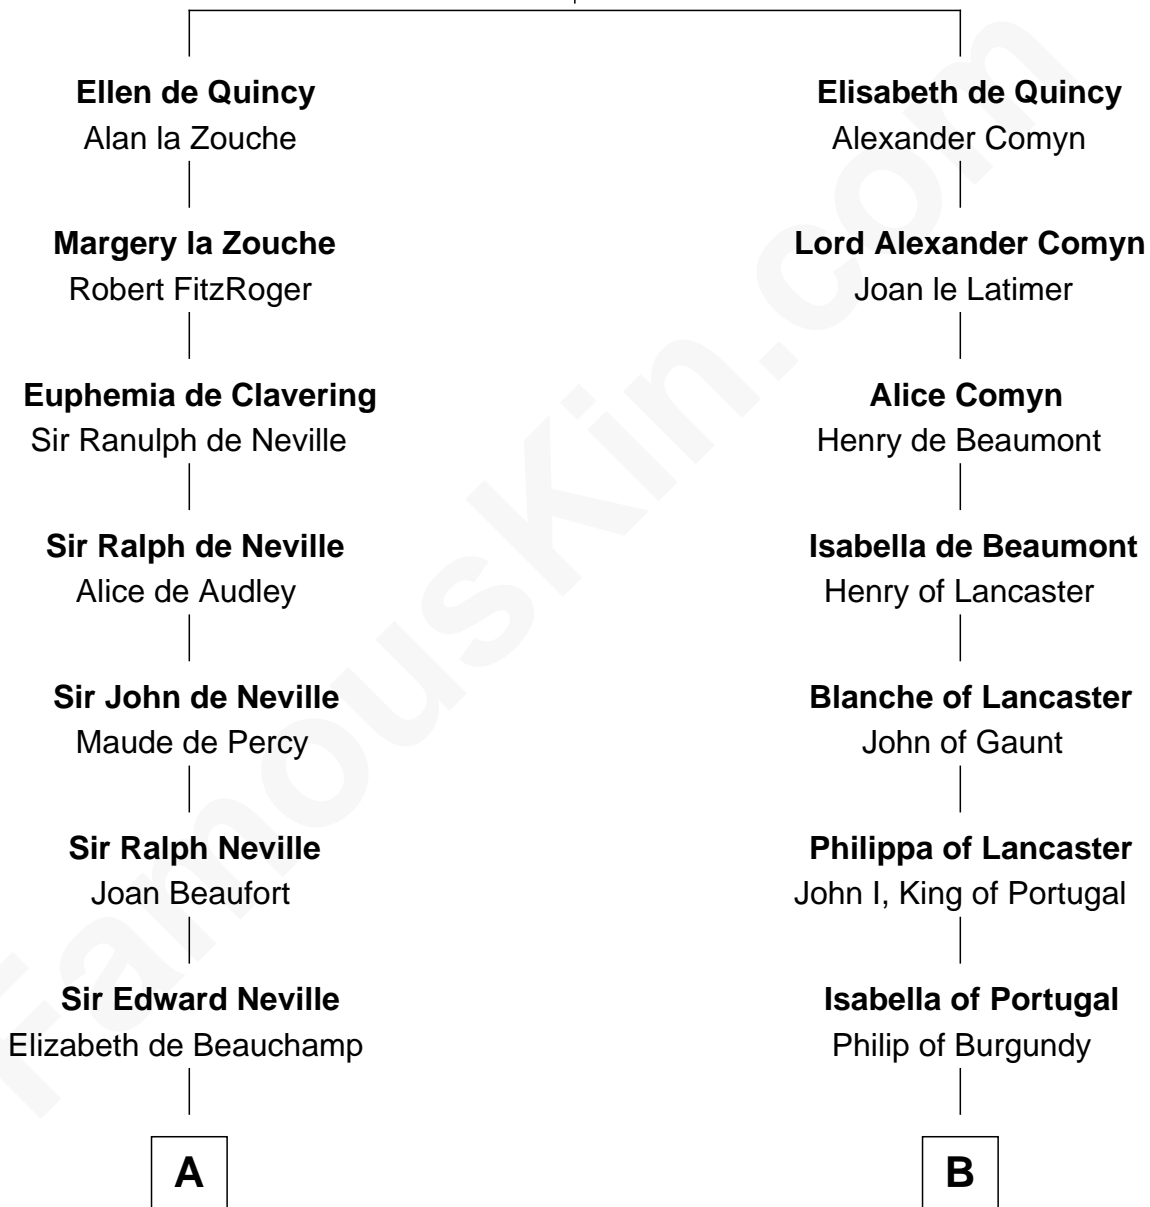 Ellen de Quincy
Alan la Zouche
Margery la Zouche
Robert FitzRoger
Euphemia de Clavering
Sir Ranulph de Neville
Sir Ralph de Neville
Alice de Audley
Sir John de Neville
Maude de Percy
Sir Ralph Neville
Joan Beaufort
Sir Edward Neville
Elizabeth de Beauchamp
A
Elisabeth de Quincy
Alexander Comyn
Lord Alexander Comyn
Joan le Latimer
Alice Comyn
Henry de Beaumont
Isabella de Beaumont
Henry of Lancaster
Blanche of Lancaster
John of Gaunt
Philippa of Lancaster
John I, King of Portugal
Isabella of Portugal
Philip of Burgundy
B
FamousKin.com